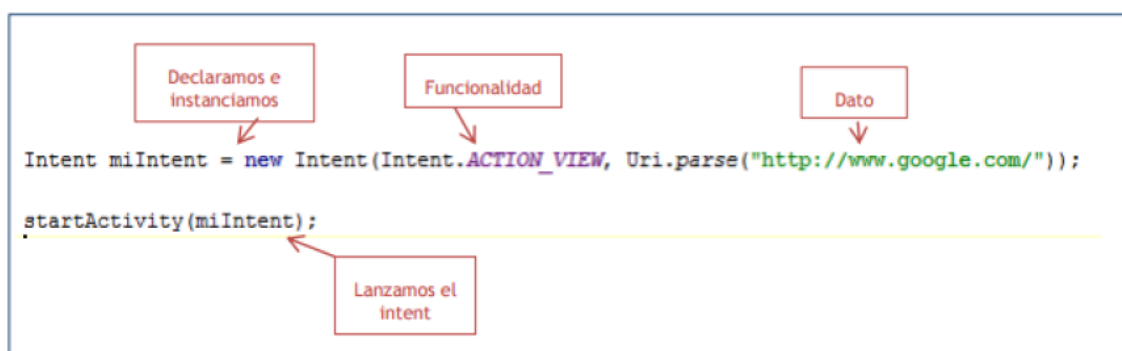 Declaramos e
instanciamos
Funcionalidad
Dato
Intent miIntent = new Intent(Intent.ACTION_VIEW, Uri.parse("http://www.google.com/"));
startActivity(miIntent);
Lanzamos el
intent